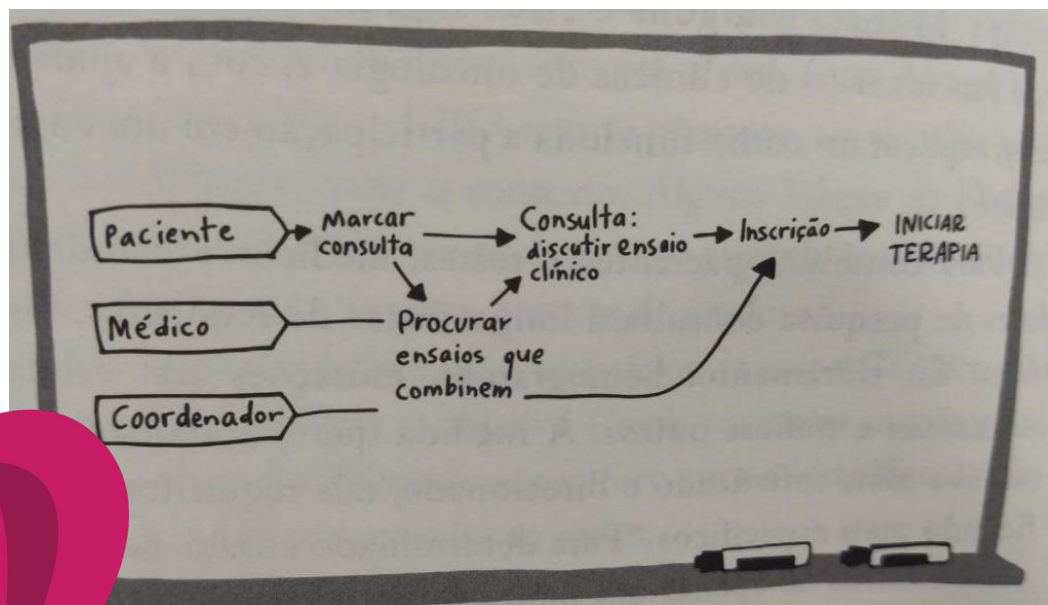 Paciente
Marcar
consulta
Consulta:
discutir ensaio
clínico
Inscrição
INICIAR
TERAPIA
Médico
Procurar
ensaios que
combinem
Coordenador